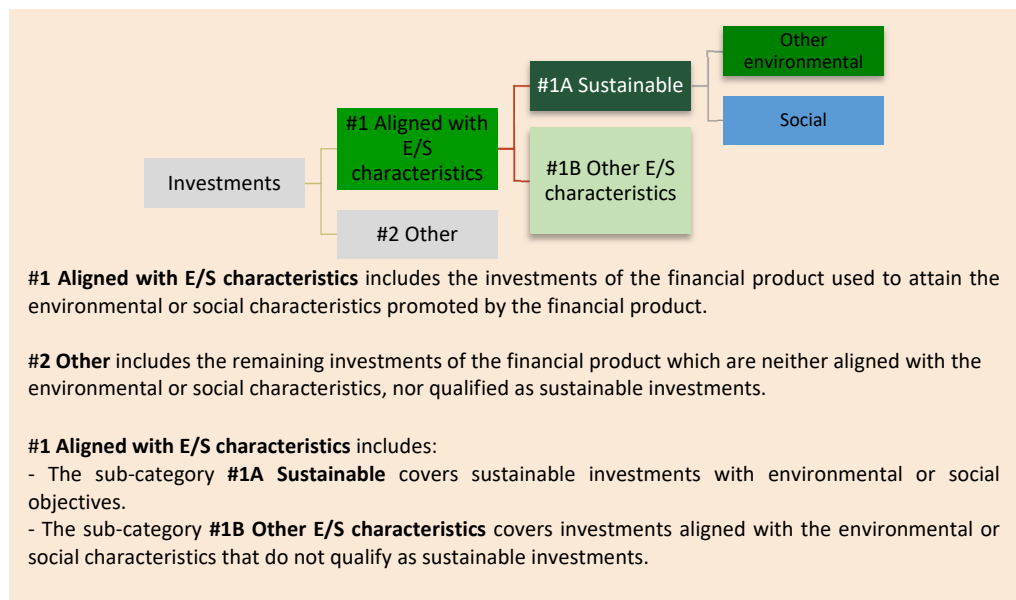 Other
environmental
#1A Sustainable
#1 Aligned with
E/S
characteristics
Social
#1B Other E/S
characteristics
Investments
#2 Other
#1 Aligned with E/S characteristics includes the investments of the financial product used to attain the
environmental or social characteristics promoted by the financial product.
#2 Other includes the remaining investments of the financial product which are neither aligned with the
environmental or social characteristics, nor qualified as sustainable investments.
#1 Aligned with E/S characteristics includes:
- The sub-category #1A Sustainable covers sustainable investments with environmental or social
objectives.
- The sub-category #1B Other E/S characteristics covers investments aligned with the environmental or
social characteristics that do not qualify as sustainable investments.